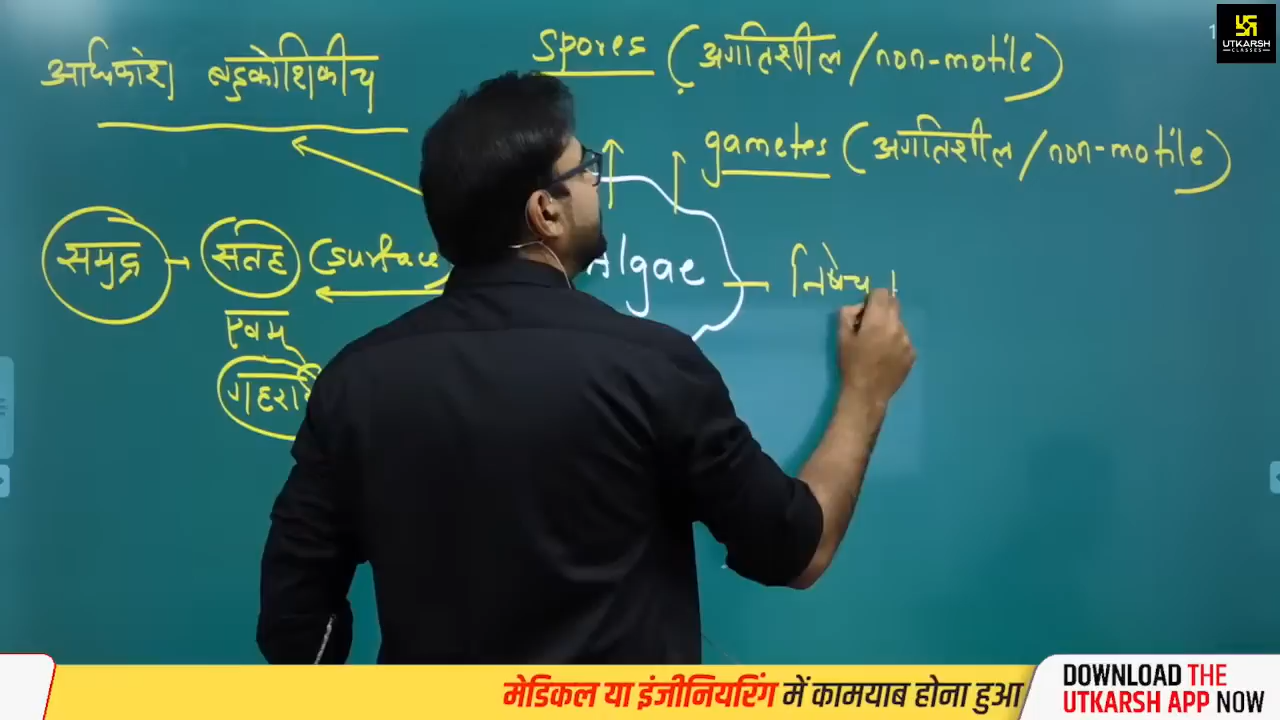 अधिकांश बहुकोशिकीय
spores (अगतिशील/non-motile)
gametes (अगतिशील/non-motile)
समुद्र - सतह (surface
एवम
Algae
निषेच
UTKARSH
CLASSES
मेडिकल या इंजीनियरिंग में कामयाब होना हुआ
DOWNLOAD THE
UTKARSH APP NOW